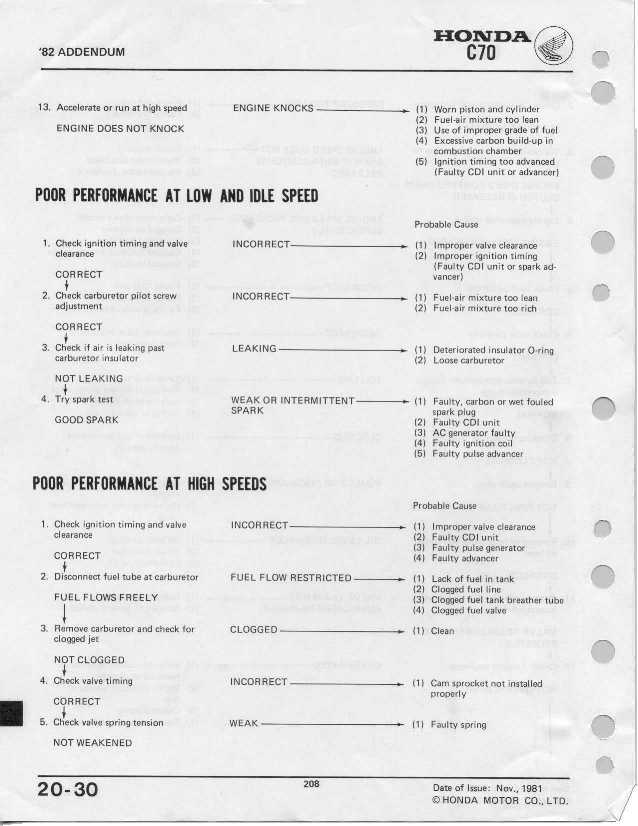 HONDA
'82 ADDENDUM
C70
13. Accelerate or run at high speed ENGINE KNOCKS (1) Worn piston and cylinder
(2) Fuel-air mixture too lean
ENGINE DOES NOT KNOCK (3) Use of improper grade of fuel
(4) Excessive carbon build-up in
combustion chamber
(5) Ignition timing too advanced
(Faulty CDI unit or advancer)
POOR PERFORMANCE AT LOW AND IDLE SPEED
Probable Cause
1. Check ignition timing and valve INCORRECT (1) Improper valve clearance
clearance (2) Improper ignition timing
(Faulty CDI unit or spark ad-
CORRECT vancer)
2. Check carburetor pilot screw INCORRECT (1) Fuel-air mixture too lean
adjustment (2) Fuel-air mixture too rich
CORRECT
3. Check if air is leaking past LEAKING (1) Deteriorated insulator O-ring
carburetor insulator (2) Loose carburetor
NOT LEAKING
4. Try spark test WEAK OR INTERMITTENT (1) Faulty, carbon or wet fouled
SPARK spark plug
GOOD SPARK (2) Faulty CDI unit
(3) AC generator faulty
(4) Faulty ignition coil
(5) Faulty pulse advancer
POOR PERFORMANCE AT HIGH SPEEDS
Probable Cause
1. Check ignition timing and valve INCORRECT (1) Improper valve clearance
clearance (2) Faulty CDI unit
(3) Faulty pulse generator
CORRECT (4) Faulty advancer
2. Disconnect fuel tube at carburetor FUEL FLOW RESTRICTED (1) Lack of fuel in tank
(2) Clogged fuel line
FUEL FLOWS FREELY (3) Clogged fuel tank breather tube
(4) Clogged fuel valve
3. Remove carburetor and check for CLOGGED (1) Clean
clogged jet
NOT CLOGGED
4. Check valve timing INCORRECT (1) Cam sprocket not installed
properly
CORRECT
5. Check valve spring tension WEAK (1) Faulty spring
NOT WEAKENED
20-30 208 Date of Issue: Nov., 1981
© HONDA MOTOR CO., LTD.